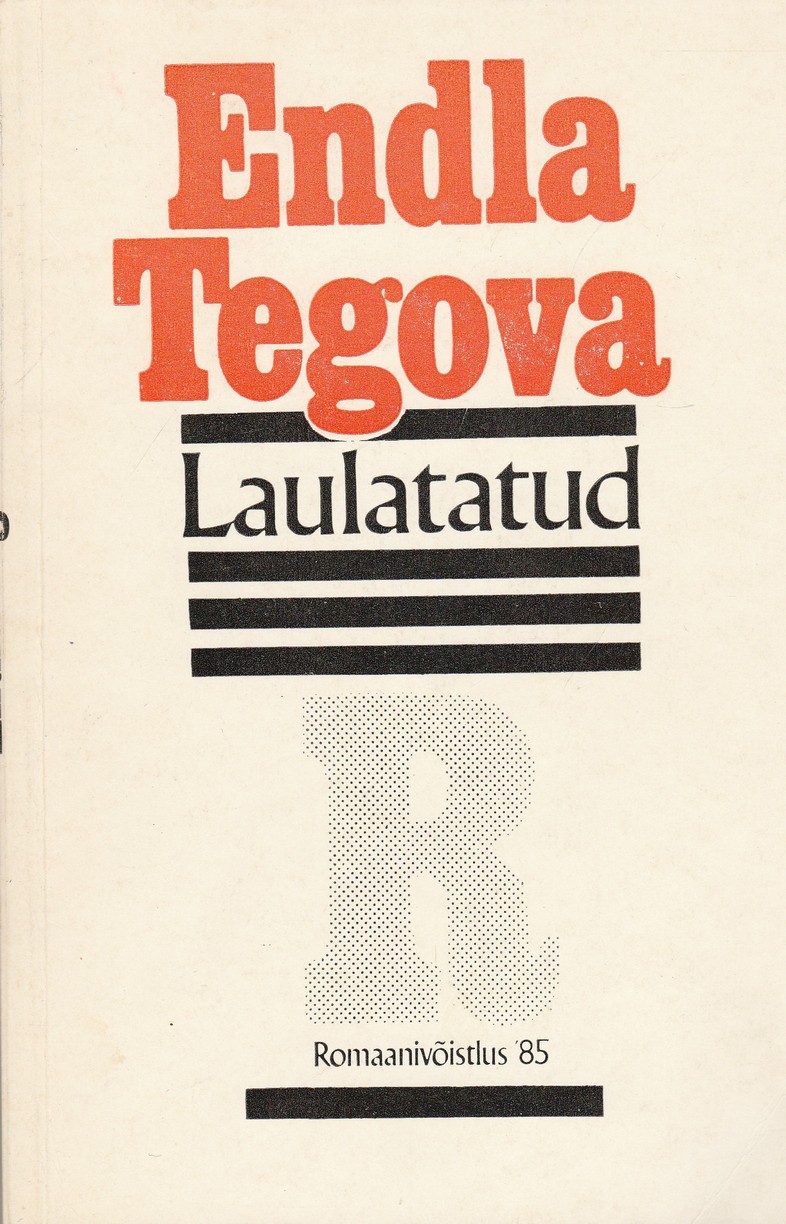 Endla
Tegova
Laulatatud
R
Romaanivõistlus '85